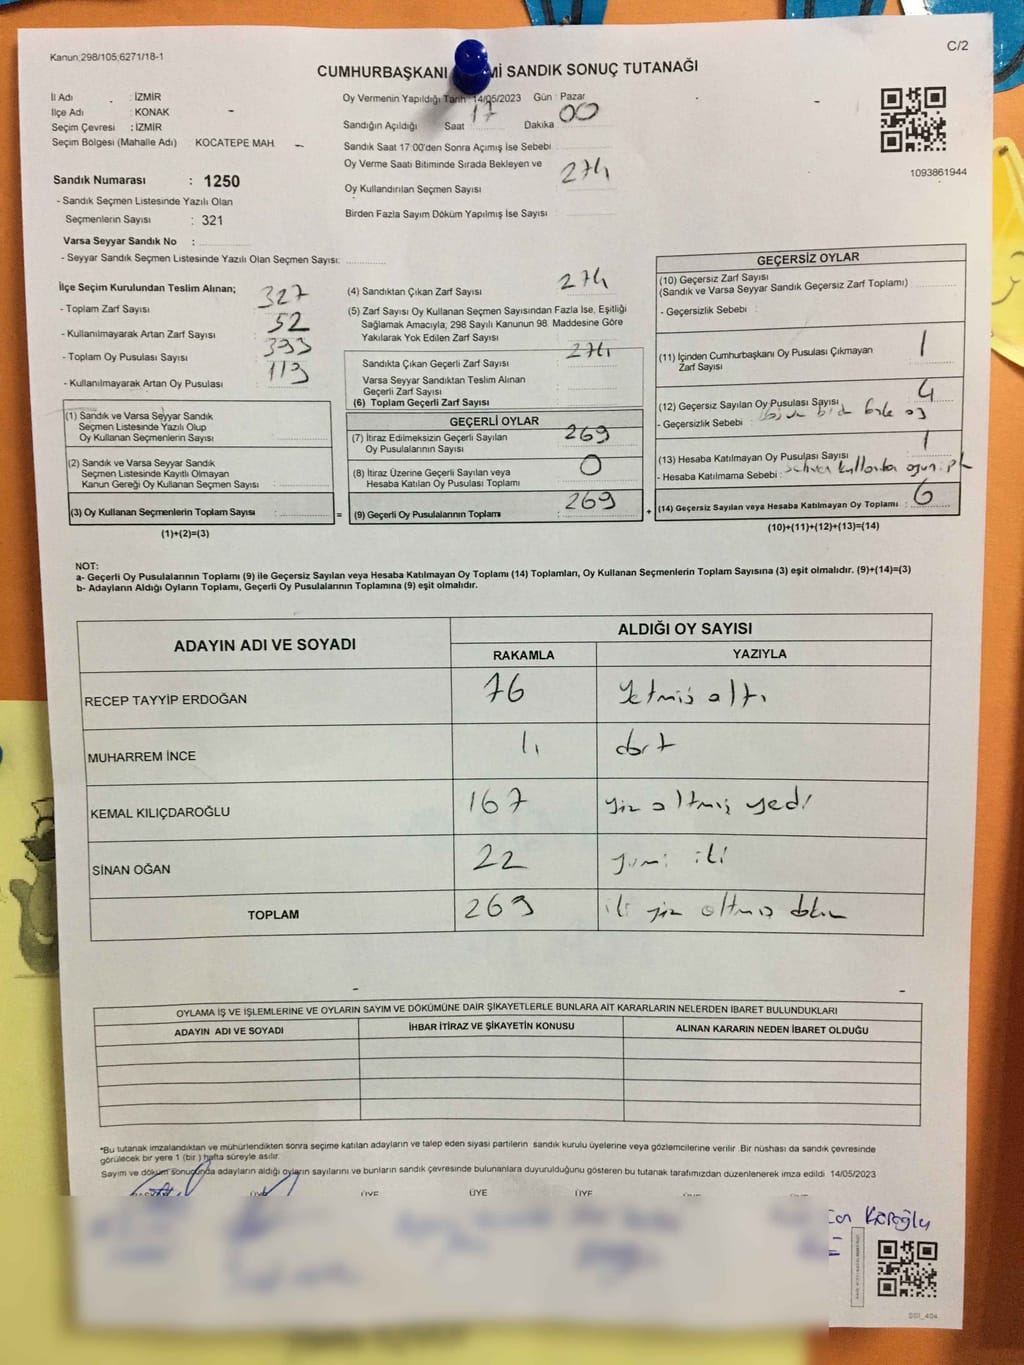 Kanun;298/105;6271/18-1
C/2
CUMHURBAŞKANI Mİ SANDIK SONUÇ TUTANAĞI
İl Adı : İZMİR
İlçe Adı : KONAK
Seçim Çevresi : İZMİR
Seçim Bölgesi (Mahalle Adı) KOCATEPE MAH.
Sandık Numarası : 1250
- Sandık Seçmen Listesinde Yazılı Olan
Seçmenlerin Sayısı : 321
Varsa Seyyar Sandık No :
- Seyyar Sandık Seçmen Listesinde Yazılı Olan Seçmen Sayısı:
Oy Vermenin Yapıldığı Tarih : 14/05/2023 Gün : Pazar
Sandığın Açıldığı Saat 17 Dakika 00
Sandık Saat 17:00'den Sonra Açımış İse Sebebi
Oy Verme Saati Bitiminde Sırada Bekleyen ve
Oy Kullandırılan Seçmen Sayısı 274
Birden Fazla Sayım Döküm Yapılmış İse Sayısı
1093861944
İlçe Seçim Kurulundan Teslim Alınan;
- Toplam Zarf Sayısı : 327
- Kullanılmayarak Artan Zarf Sayısı : 52
- Toplam Oy Pusulası Sayısı : 393
- Kullanılmayarak Artan Oy Pusulası : 113
(1) Sandık ve Varsa Seyyar Sandık
Seçmen Listesinde Yazılı Olup
Oy Kullanan Seçmenlerin Sayısı
(2) Sandık ve Varsa Seyyar Sandık
Seçmen Listesinde Kayıtlı Olmayan
Kanun Gereği Oy Kullanan Seçmen Sayısı :
(3) Oy Kullanan Seçmenlerin Toplam Sayısı :
(1)+(2)=(3)
(4) Sandıktan Çıkan Zarf Sayısı 274
(5) Zarf Sayısı Oy Kullanan Seçmen Sayısından Fazla İse, Eşitliği
Sağlamak Amacıyla; 298 Sayılı Kanunun 98. Maddesine Göre
Yakılarak Yok Edilen Zarf Sayısı
Sandıkta Çıkan Geçerli Zarf Sayısı 274
Varsa Seyyar Sandıktan Teslim Alınan
Geçerli Zarf Sayısı
(6) Toplam Geçerli Zarf Sayısı
GEÇERLİ OYLAR
(7) İtiraz Edilmeksizin Geçerli Sayılan
Oy Pusulalarının Sayısı 269
(8) İtiraz Üzerine Geçerli Sayılan veya
Hesaba Katılan Oy Pusulası Toplamı 0
= (9) Geçerli Oy Pusulalarının Toplamı : 269 +
GEÇERSİZ OYLAR
(10) Geçersiz Zarf Sayısı
(Sandık ve Varsa Seyyar Sandık Geçersiz Zarf Toplamı) :
- Geçersizlik Sebebi :
(11) İçinden Cumhurbaşkanı Oy Pusulası Çıkmayan
Zarf Sayısı 1
(12) Geçersiz Sayılan Oy Pusulası Sayısı 4
- Geçersizlik Sebebi : fazla oy
(13) Hesaba Katılmayan Oy Pusulası Sayısı 1
- Hesaba Katılmama Sebebi :
(14) Geçersiz Sayılan veya Hesaba Katılmayan Oy Toplamı : 6
(10)+(11)+(12)+(13)=(14)
NOT:
a- Geçerli Oy Pusulalarının Toplamı (9) ile Geçersiz Sayılan veya Hesaba Katılmayan Oy Toplamı (14) Toplamları, Oy Kullanan Seçmenlerin Toplam Sayısına (3) eşit olmalıdır. (9)+(14)=(3)
b- Adayların Aldığı Oyların Toplamı, Geçerli Oy Pusulalarının Toplamına (9) eşit olmalıdır.
ADAYIN ADI VE SOYADI ALDIĞI OY SAYISI
RAKAMLA YAZIYLA
RECEP TAYYİP ERDOĞAN 76 Yetmiş altı
MUHARREM İNCE 4 dört
KEMAL KILIÇDAROĞLU 167 yüz altmış yedi
SİNAN OĞAN 22 yirmi iki
TOPLAM 269 iki yüz altmış dokuz
OYLAMA İŞ VE İŞLEMLERİNE VE OYLARIN SAYIM VE DÖKÜMÜNE DAİR ŞİKAYETLERLE BUNLARA AİT KARARLARIN NELERDEN İBARET BULUNDUKLARI
ADAYIN ADI VE SOYADI İHBAR İTİRAZ VE ŞİKAYETİN KONUSU ALINAN KARARIN NEDEN İBARET OLDUĞU
*Bu tutanak imzalandıktan ve mühürlendikten sonra seçime katılan adayların ve talep eden siyasi partilerin sandık kurulu üyelerine veya gözlemcilerine verilir. Bir nüshası da sandık çevresinde
görülecek bir yere 1 (bir ) hafta süreyle asılır.
Sayım ve döküm sonucunda adayların aldığı oyların sayılarını ve bunların sandık çevresinde bulunanlara duyurulduğunu gösteren bu tutanak tarafımızdan düzenlenerek imza edildi 14/05/2023
ÜYE ÜYE ÜYE ÜYE
Köroğlu